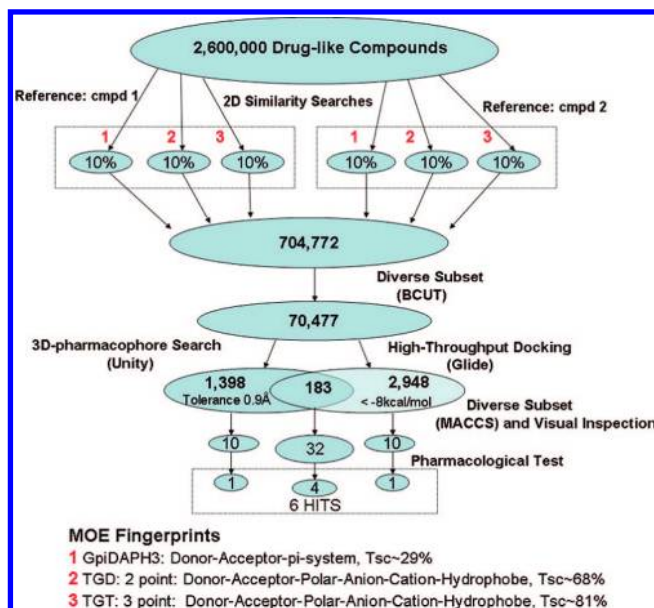 2,600,000 Drug-like Compounds
Reference: cmpd 1
2D Similarity Searches
Reference: cmpd 2
1 2 3 1 2 3
10% 10% 10% 10% 10% 10%
704,772
Diverse Subset
(BCUT)
70,477
3D-pharmacophore Search
(Unity)
High-Throughput Docking
(Glide)
1,398 183 2,948
Tolerance 0.9Å < -8kcal/mol
Diverse Subset
(MACCS) and Visual Inspection
10 32 10
Pharmacological Test
1 4 1
6 HITS
MOE Fingerprints
1 GpiDAPH3: Donor-Acceptor-pi-system, Tsc~29%
2 TGD: 2 point: Donor-Acceptor-Polar-Anion-Cation-Hydrophobe, Tsc~68%
3 TGT: 3 point: Donor-Acceptor-Polar-Anion-Cation-Hydrophobe, Tsc~81%